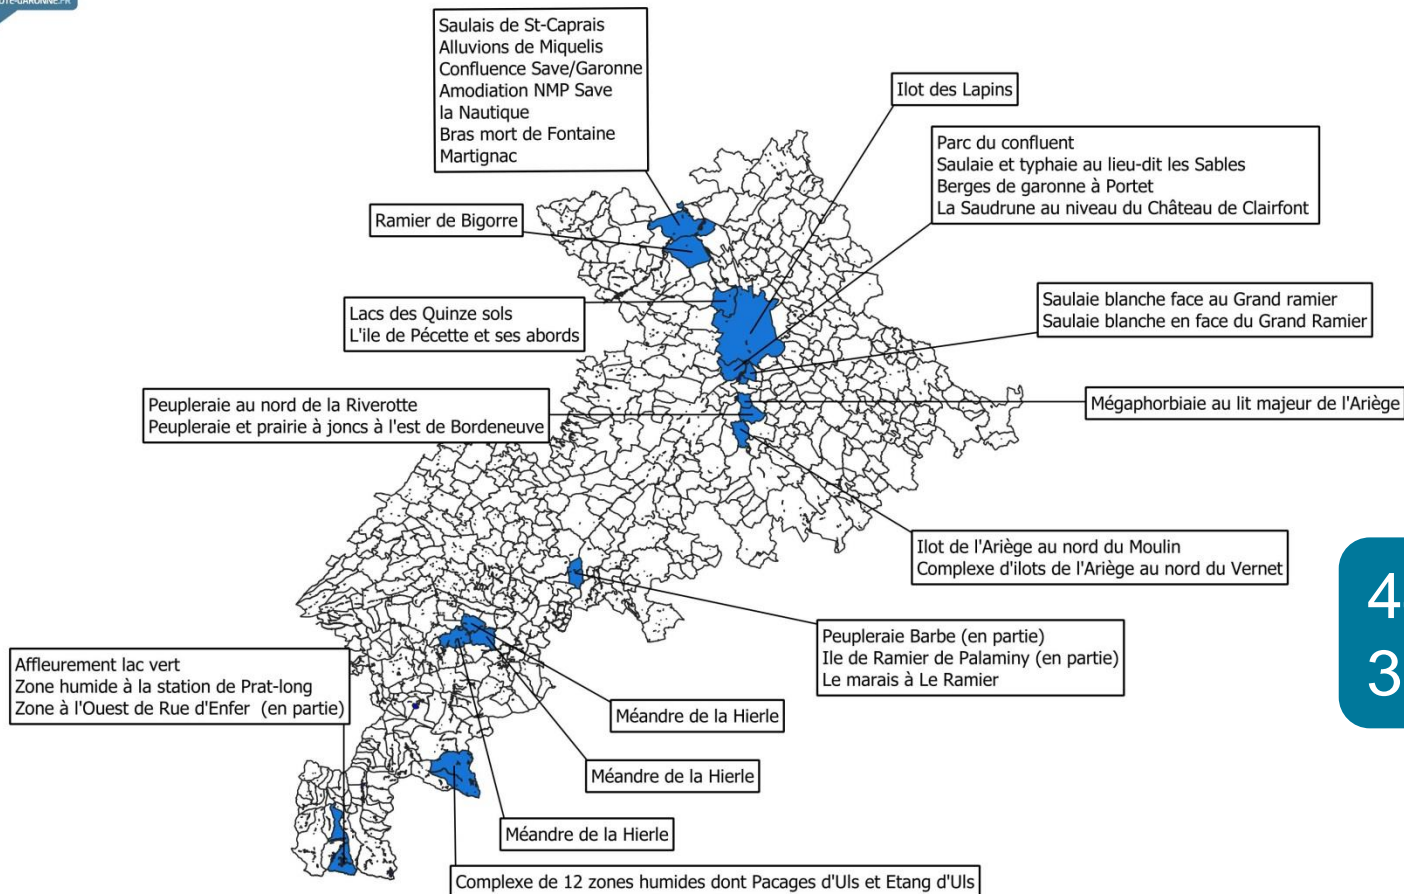 UTE-GARONNE.FR
Saulais de St-Caprais
Alluvions de Miquelis
Confluence Save/Garonne
Amodiation NMP Save
la Nautique
Bras mort de Fontaine
Martignac
Ilot des Lapins
Parc du confluent
Saulaie et typhaie au lieu-dit les Sables
Berges de garonne à Portet
La Saudrune au niveau du Château de Clairfont
Ramier de Bigorre
Lacs des Quinze sols
L'ile de Pécette et ses abords
Saulaie blanche face au Grand ramier
Saulaie blanche en face du Grand Ramier
Peupleraie au nord de la Riverotte
Peupleraie et prairie à joncs à l'est de Bordeneuve
Mégaphorbiaie au lit majeur de l'Ariège
Ilot de l'Ariège au nord du Moulin
Complexe d'ilots de l'Ariège au nord du Vernet
4
3
Peupleraie Barbe (en partie)
Ile de Ramier de Palaminy (en partie)
Le marais à Le Ramier
Affleurement lac vert
Zone humide à la station de Prat-long
Zone à l'Ouest de Rue d'Enfer (en partie)
Méandre de la Hierle
Méandre de la Hierle
Méandre de la Hierle
Complexe de 12 zones humides dont Pacages d'Uls et Etang d'Uls